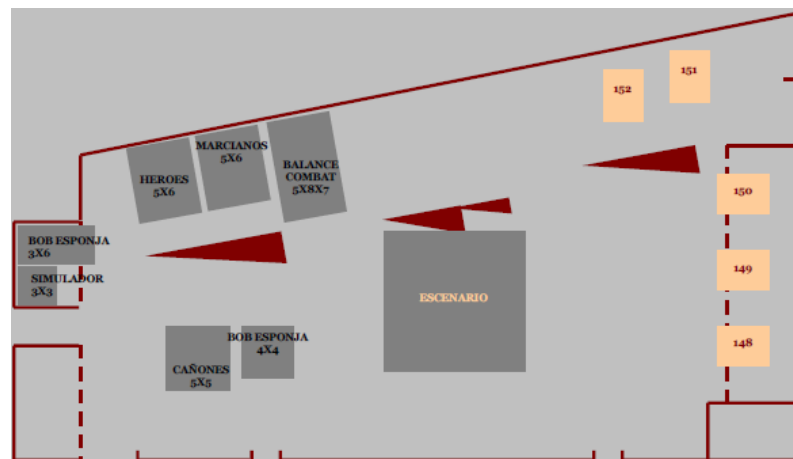 151
152
MARCIANOS
5X6
HEROES
5X6
BALANCE
COMBAT
5X8X7
150
BOB ESPONJA
3X6
SIMULADOR
3X3
149
ESCENARIO
BOB ESPONJA
4X4
148
CAÑONES
5X5